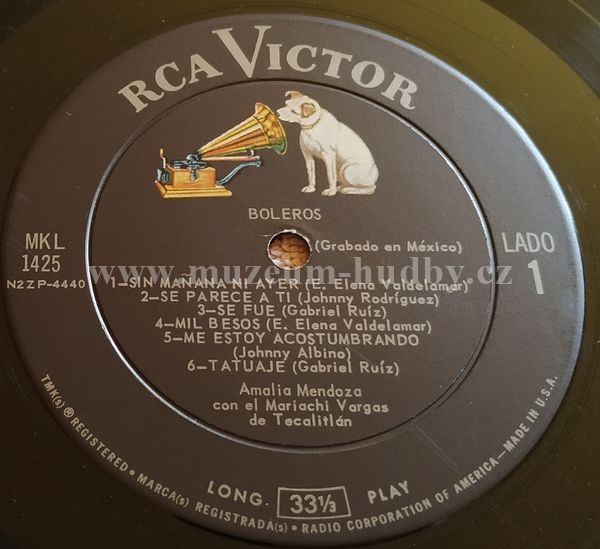 RCA VICTOR
BOLEROS
(Grabado en México)
MKL
1425
N2ZP-4440
LADO
1
1—SIN MAÑANA NI AYER (E. Elena Valdelamar)
2—SE PARECE A TI (Johnny Rodríguez)
3—SE FUE (Gabriel Ruíz)
4—MIL BESOS (E. Elena Valdelamar)
5—ME ESTOY ACOSTUMBRANDO
(Johnny Albino)
6—TATUAJE (Gabriel Ruíz)
Amalia Mendoza
con el Mariachi Vargas
de Tecalitlán
LONG 33⅓ PLAY
TMK(s) ® REGISTERED • MARCA(s) REGISTRADA(s) • RADIO CORPORATION OF AMERICA—MADE IN U.S.A.
www.muzeum-hudby.cz